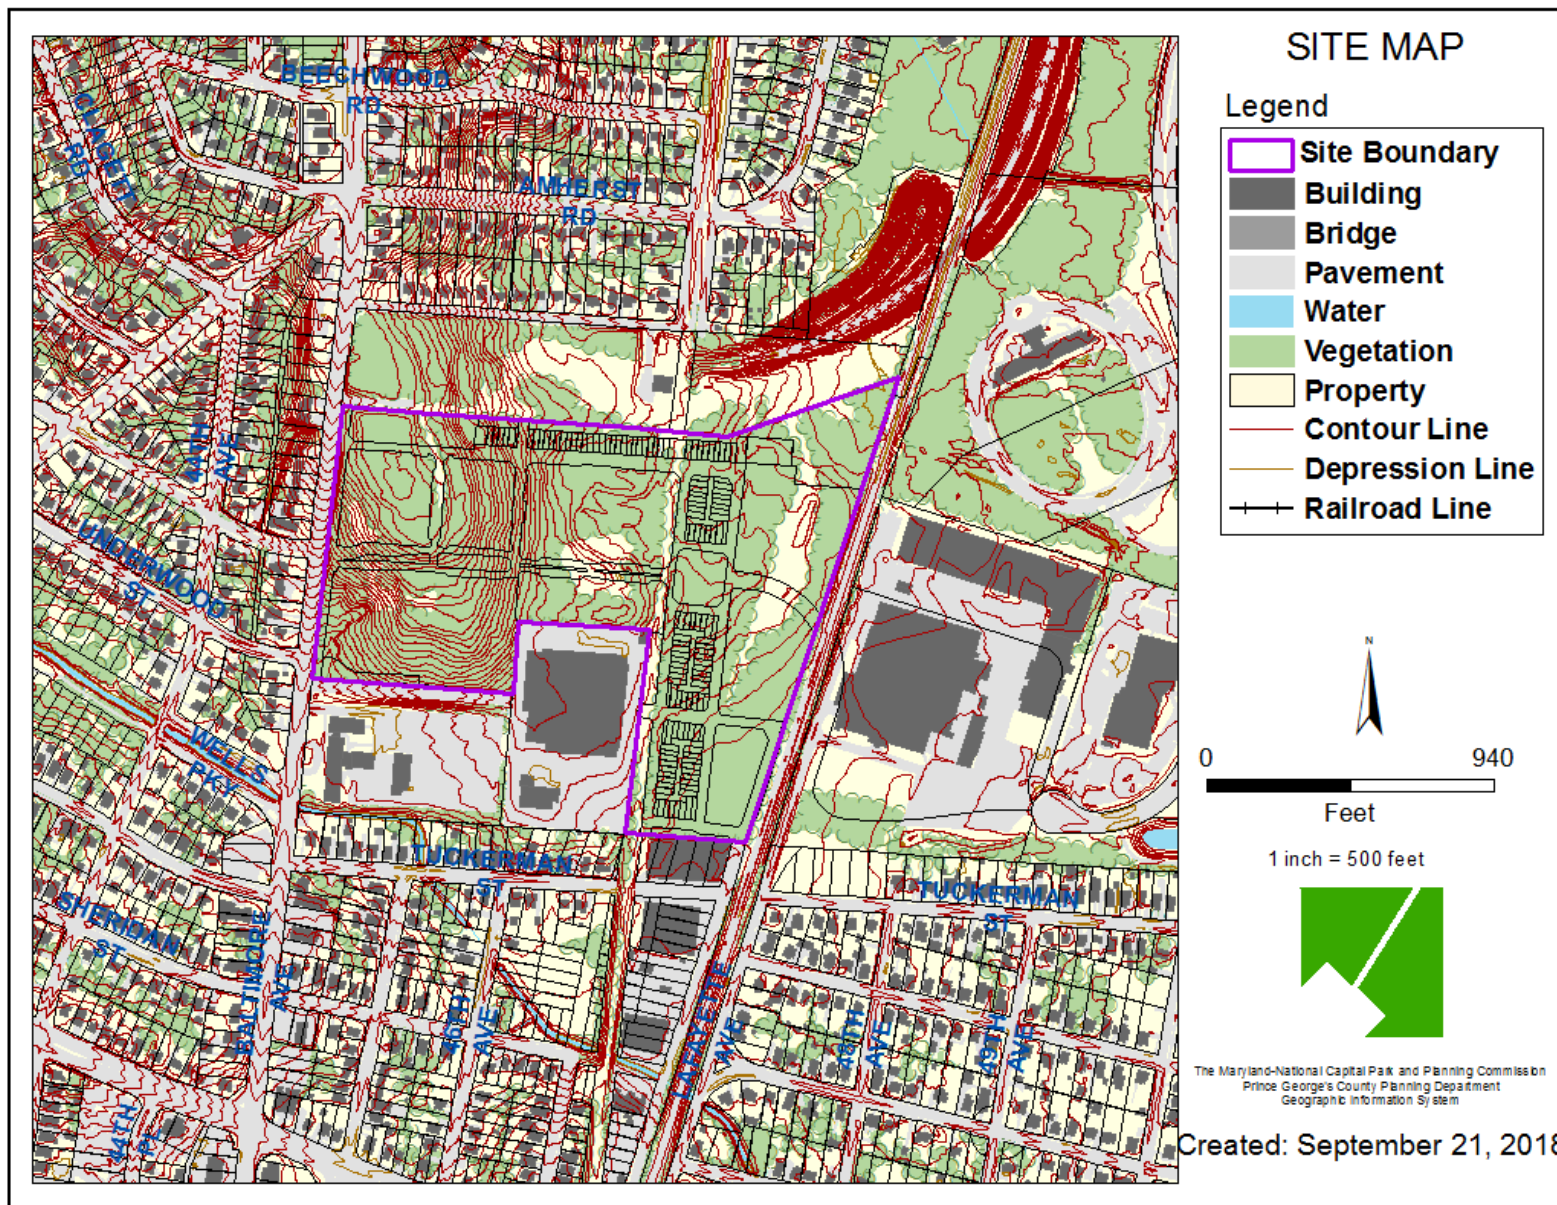 SITE MAP
Legend
Site Boundary
Building
Bridge
Pavement
Water
Vegetation
Property
Contour Line
Depression Line
Railroad Line
N
0 940
Feet
1 inch = 500 feet
The Maryland-National Capital Park and Planning Commission
Prince George's County Planning Department
Geographic Information System
Created: September 21, 2018
BEECHWOOD
RD
CLAGETT
RD
AMHERST
RD
44TH
AVE
UNDERWOOD
ST
WELLS
PKY
TUCKERMAN
ST
TUCKERMAN
ST
SHERIDAN
ST
BALTIMORE
AVE
46TH
AVE
LAFAYETTE
AVE
48TH
AVE
49TH
AVE
44TH
PL